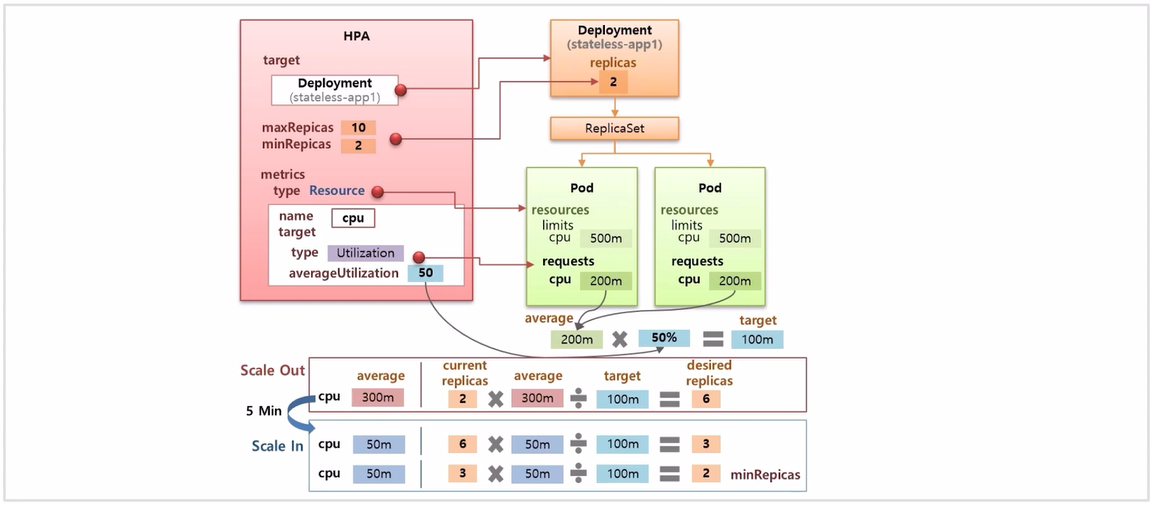 HPA
target
Deployment
(stateless-app1)
maxRepicas 10
minRepicas 2
metrics
type Resource
name cpu
target
type Utilization
averageUtilization 50
Deployment
(stateless-app1)
replicas
2
ReplicaSet
Pod
resources
limits
cpu 500m
requests
cpu 200m
Pod
resources
limits
cpu 500m
requests
cpu 200m
average
target
200m × 50% = 100m
Scale Out
average
current
replicas
average
target
desired
replicas
cpu 300m 2 × 300m ÷ 100m = 6
5 Min
Scale In
cpu 50m 6 × 50m ÷ 100m = 3
cpu 50m 3 × 50m ÷ 100m = 2 minRepicas